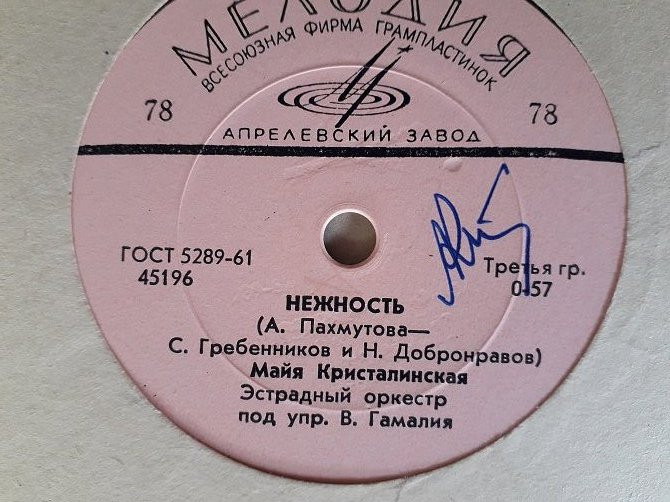 МЕЛОДИЯ
ВСЕСОЮЗНАЯ ФИРМА ГРАМПЛАСТИНОК
78 78
АПРЕЛЕВСКИЙ ЗАВОД
ГОСТ 5289-61
45196
Третья гр.
0-57
НЕЖНОСТЬ
(А. Пахмутова—
С. Гребенников и Н. Добронравов)
Майя Кристалинская
Эстрадный оркестр
под упр. В. Гамалия